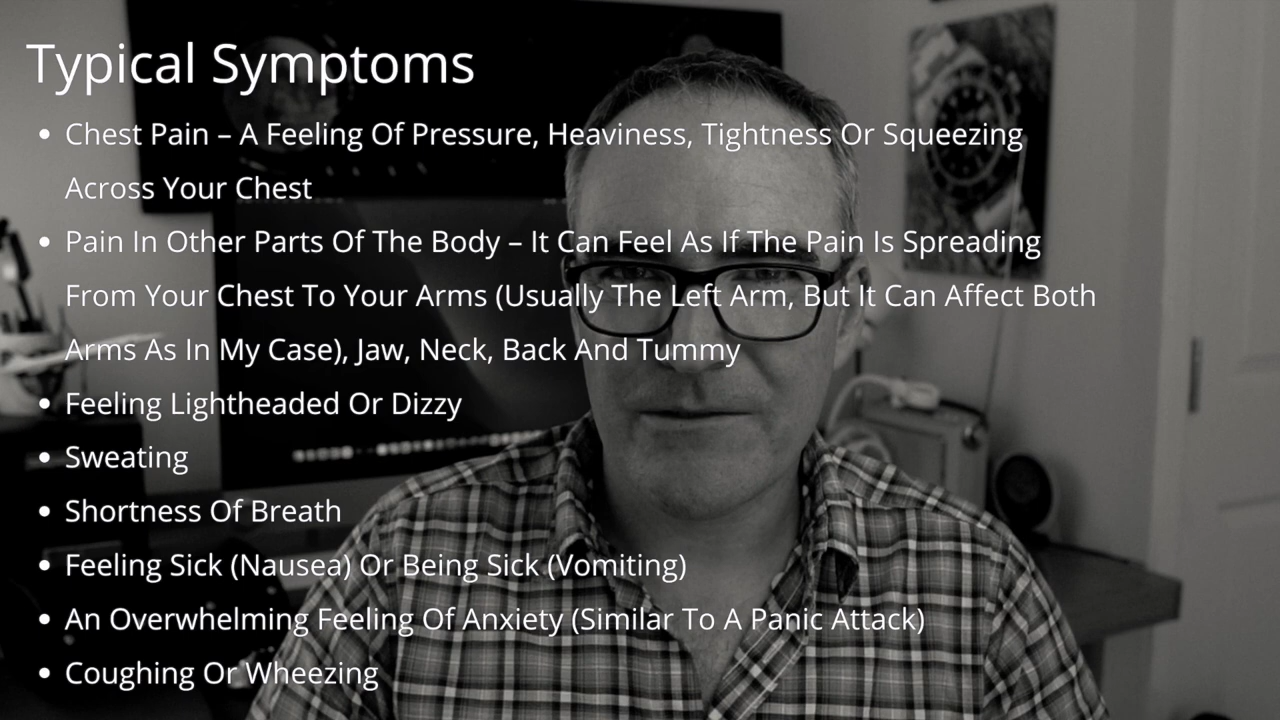 Typical Symptoms
• Chest Pain – A Feeling Of Pressure, Heaviness, Tightness Or Squeezing
Across Your Chest
• Pain In Other Parts Of The Body – It Can Feel As If The Pain Is Spreading
From Your Chest To Your Arms (Usually The Left Arm, But It Can Affect Both
Arms As In My Case), Jaw, Neck, Back And Tummy
• Feeling Lightheaded Or Dizzy
• Sweating
• Shortness Of Breath
• Feeling Sick (Nausea) Or Being Sick (Vomiting)
• An Overwhelming Feeling Of Anxiety (Similar To A Panic Attack)
• Coughing Or Wheezing